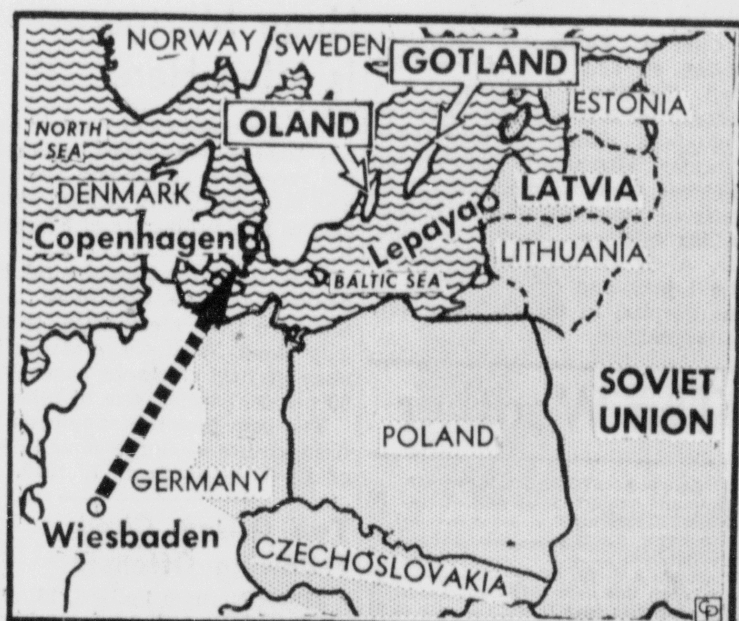 NORWAY
SWEDEN
GOTLAND
ESTONIA
OLAND
NORTH
SEA
DENMARK
LATVIA
Copenhagen
Lepaya
LITHUANIA
BALTIC SEA
SOVIET
UNION
POLAND
GERMANY
Wiesbaden
CZECHOSLOVAKIA
CP